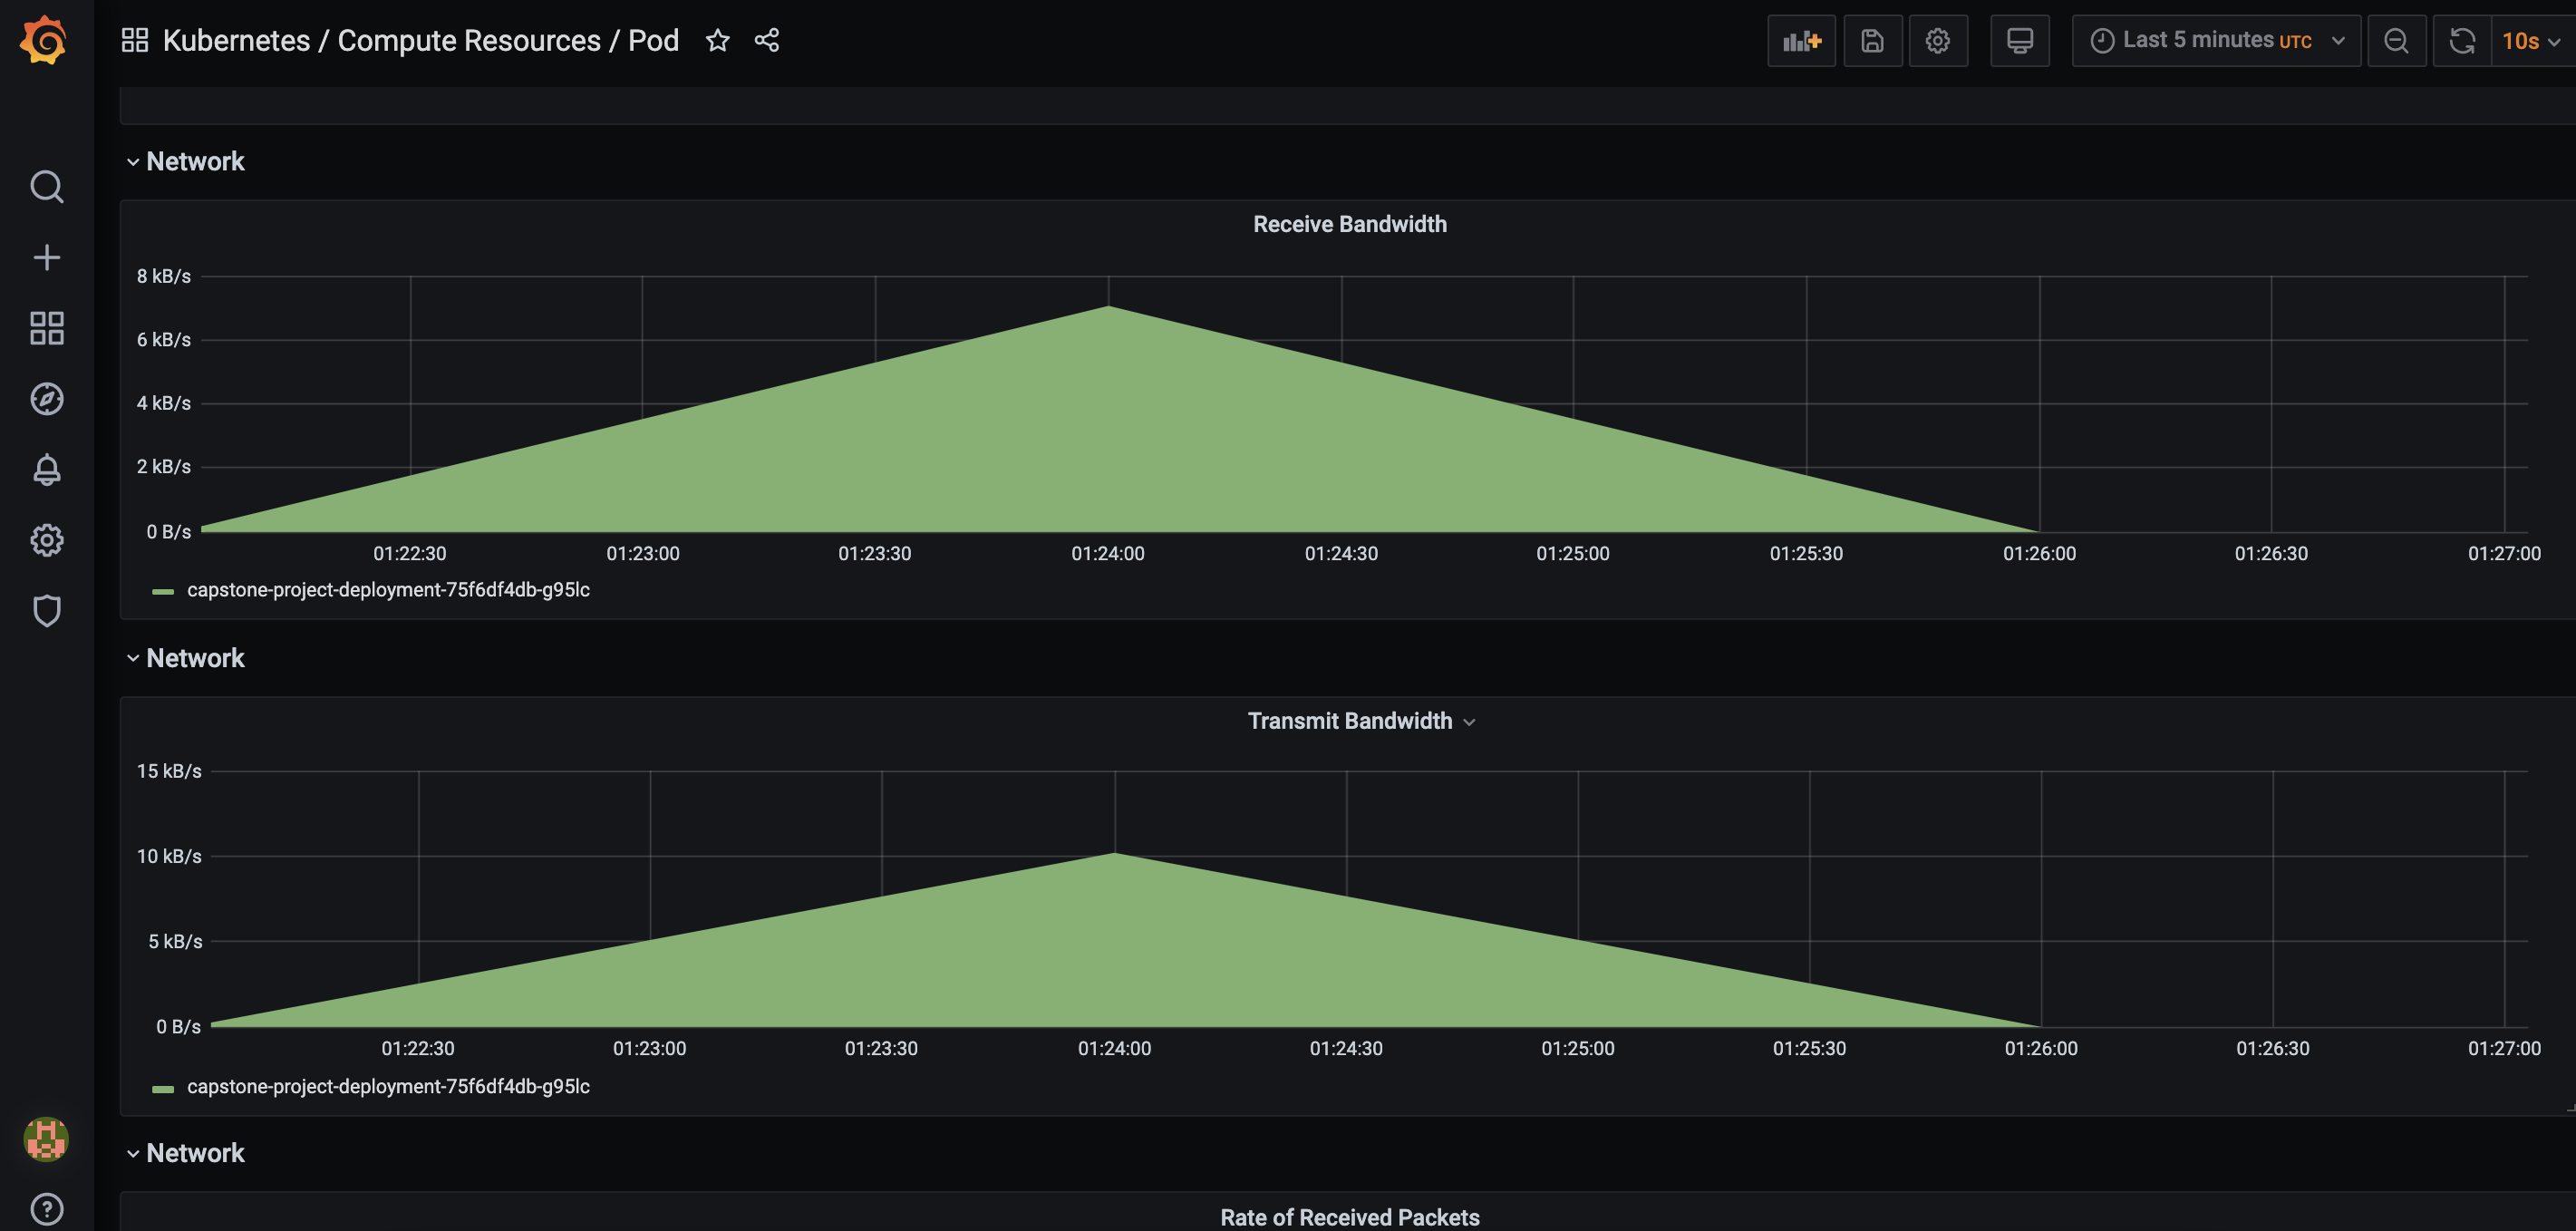 Kubernetes / Compute Resources / Pod
Last 5 minutes UTC
10s
Network
Receive Bandwidth
8 kB/s
6 kB/s
4 kB/s
2 kB/s
0 B/s
01:22:30 01:23:00 01:23:30 01:24:00 01:24:30 01:25:00 01:25:30 01:26:00 01:26:30 01:27:00
capstone-project-deployment-75f6df4db-g95lc
Network
Transmit Bandwidth
15 kB/s
10 kB/s
5 kB/s
0 B/s
01:22:30 01:23:00 01:23:30 01:24:00 01:24:30 01:25:00 01:25:30 01:26:00 01:26:30 01:27:00
capstone-project-deployment-75f6df4db-g95lc
Network
Rate of Received Packets